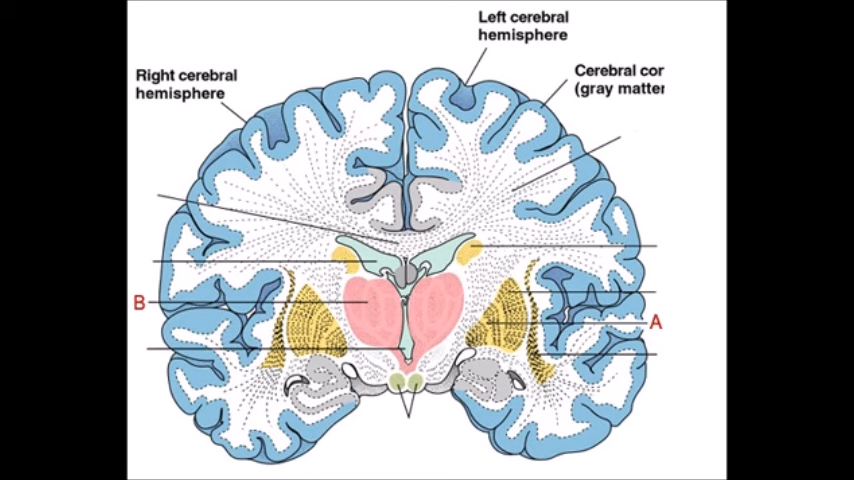 Left cerebral
hemisphere
Right cerebral
hemisphere
Cerebral cor
(gray matter
B
A